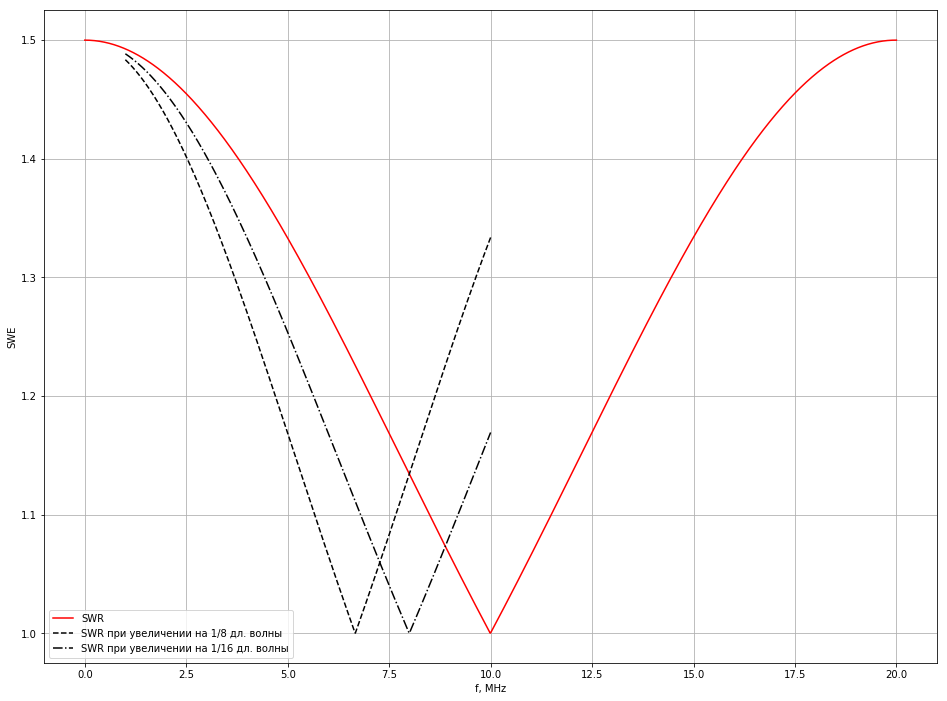 1.5
1.4
1.3
1.2
1.1
1.0
SWE
SWR
SWR при увеличении на 1/8 дл. волны
SWR при увеличении на 1/16 дл. волны
0.0 2.5 5.0 7.5 10.0 12.5 15.0 17.5 20.0
f, MHz